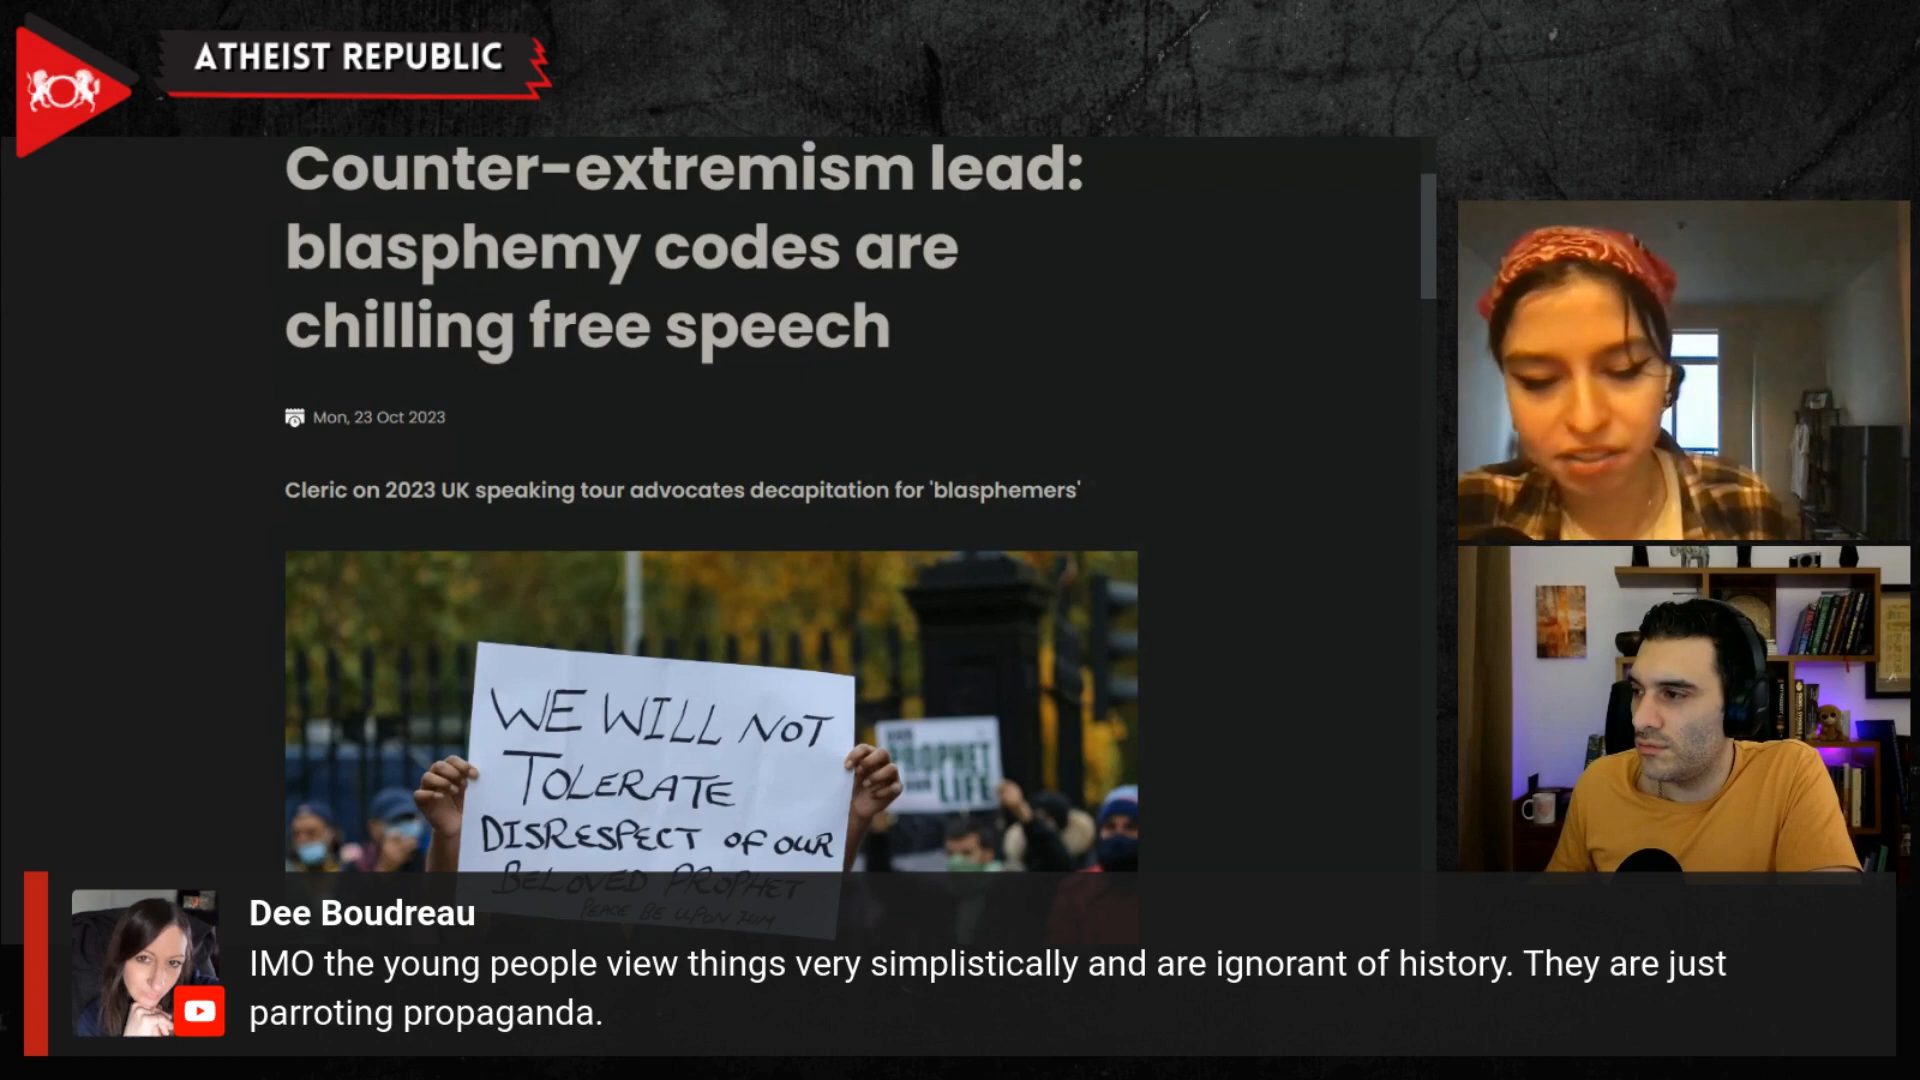 ATHEIST REPUBLIC
Counter-extremism lead:
blasphemy codes are
chilling free speech
Mon, 23 Oct 2023
Cleric on 2023 UK speaking tour advocates decapitation for 'blasphemers'
WE WILL NOT
TOLERATE
DISRESPECT OF OUR
BELOVED PROPHET
PEACE BE UPON HIM
PROPHET
LIFE
Dee Boudreau
IMO the young people view things very simplistically and are ignorant of history. They are just
parroting propaganda.